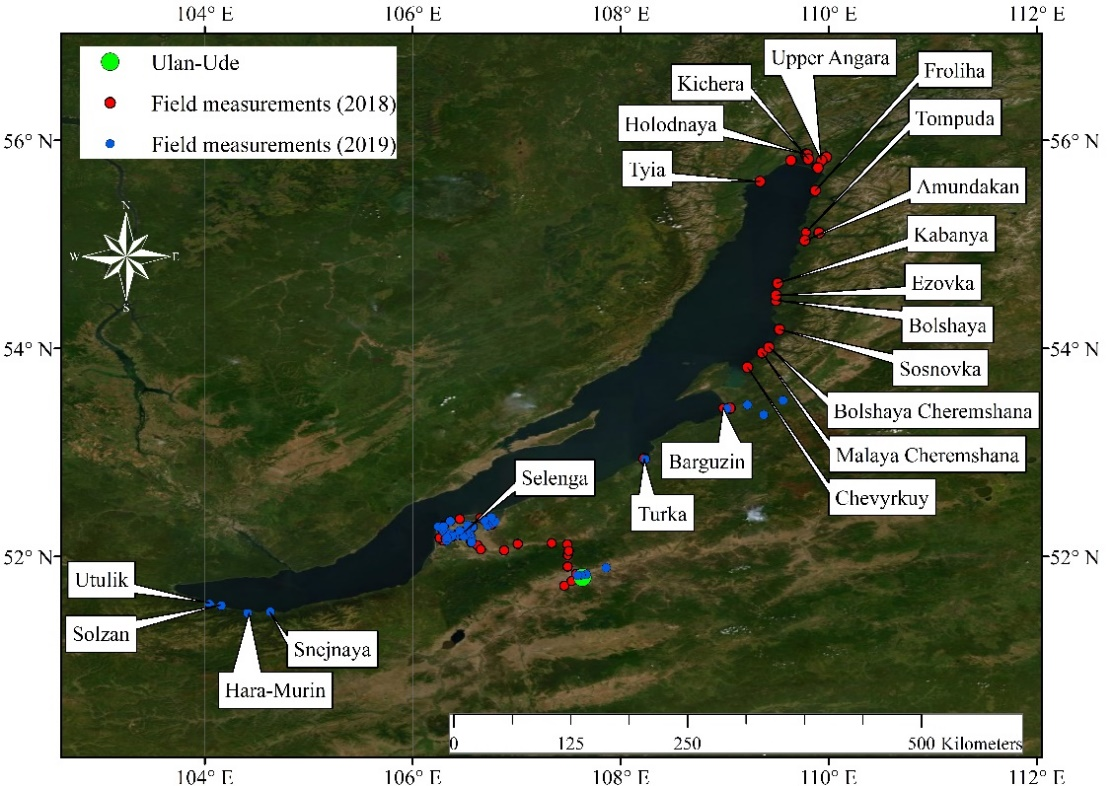 104° E 106° E 108° E 110° E 112° E
Ulan-Ude
Field measurements (2018)
Field measurements (2019)
Upper Angara
Kichera
Froliha
Holodnaya
Tompuda
56° N
56° N
Tyia
Amundakan
N
W E
S
Kabanya
Ezovka
Bolshaya
54° N
54° N
Sosnovka
Bolshaya Cheremshana
Malaya Cheremshana
Barguzin
Selenga
Chevyrkuy
Turka
52° N
52° N
Utulik
Solzan
Snejnaya
Hara-Murin
0 125 250 500 Kilometers
104° E 106° E 108° E 110° E 112° E